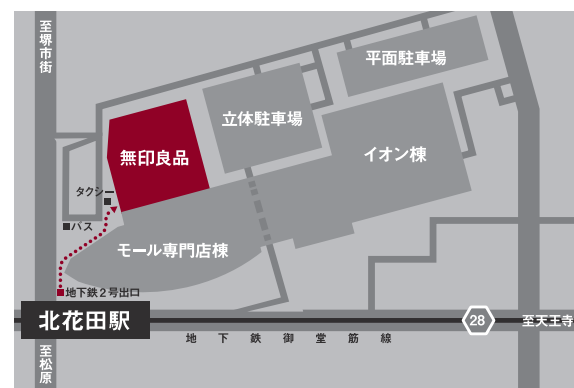 至堺市街
平面駐車場
立体駐車場
無印良品
イオン棟
タクシー
バス
モール専門店棟
地下鉄2号出口
北花田駅
28
至天王寺
地下鉄御堂筋線
至松原